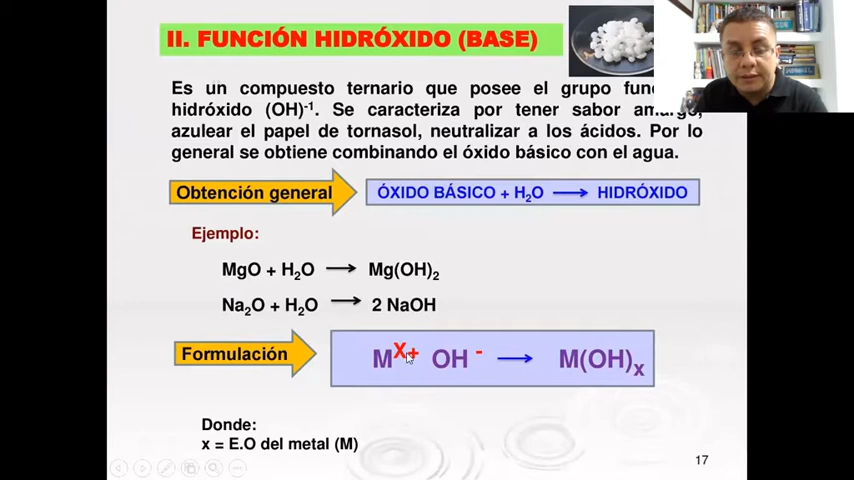 II. FUNCIÓN HIDRÓXIDO (BASE)
Es un compuesto ternario que posee el grupo
hidróxido (OH)⁻¹. Se caracteriza por tener sabor amargo,
azulear el papel de tornasol, neutralizar a los ácidos. Por lo
general se obtiene combinando el óxido básico con el agua.
Obtención general
ÓXIDO BÁSICO + H₂O → HIDRÓXIDO
Ejemplo:
MgO + H₂O → Mg(OH)₂
Na₂O + H₂O → 2 NaOH
Formulación
Mˣ⁺ OH⁻ → M(OH)ₓ
Donde:
x = E.O del metal (M)
17